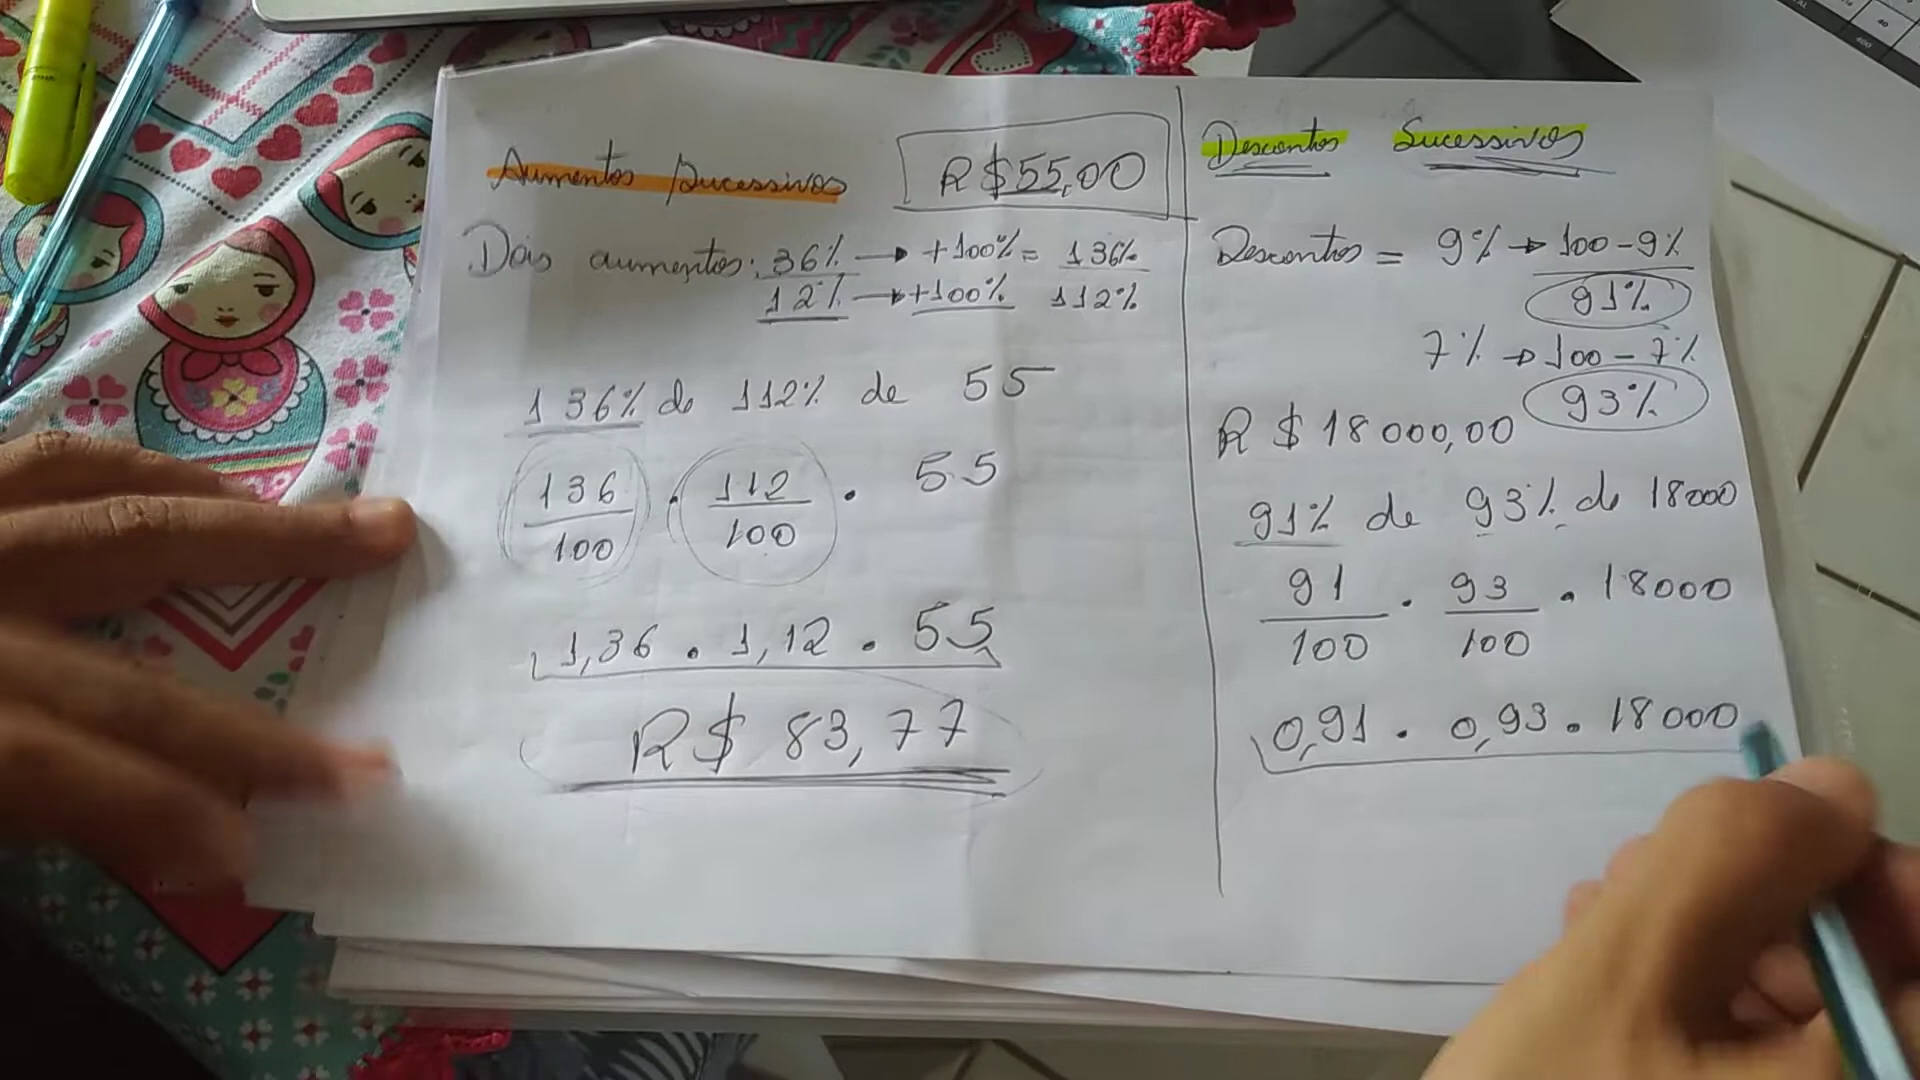 Aumentos sucessivos R$55,00
Dois aumentos: 36% → +100% = 136%
12% → +100% 112%
136% de 112% de 55
136/100 . 112/100 . 55
1,36 . 1,12 . 55
R$ 83,77
Descontos Sucessivos
Descontos = 9% → 100 - 9%
91%
7% → 100 - 7%
93%
R$ 18 000,00
91% de 93% de 18000
91/100 . 93/100 . 18000
0,91 . 0,93 . 18000
40
400